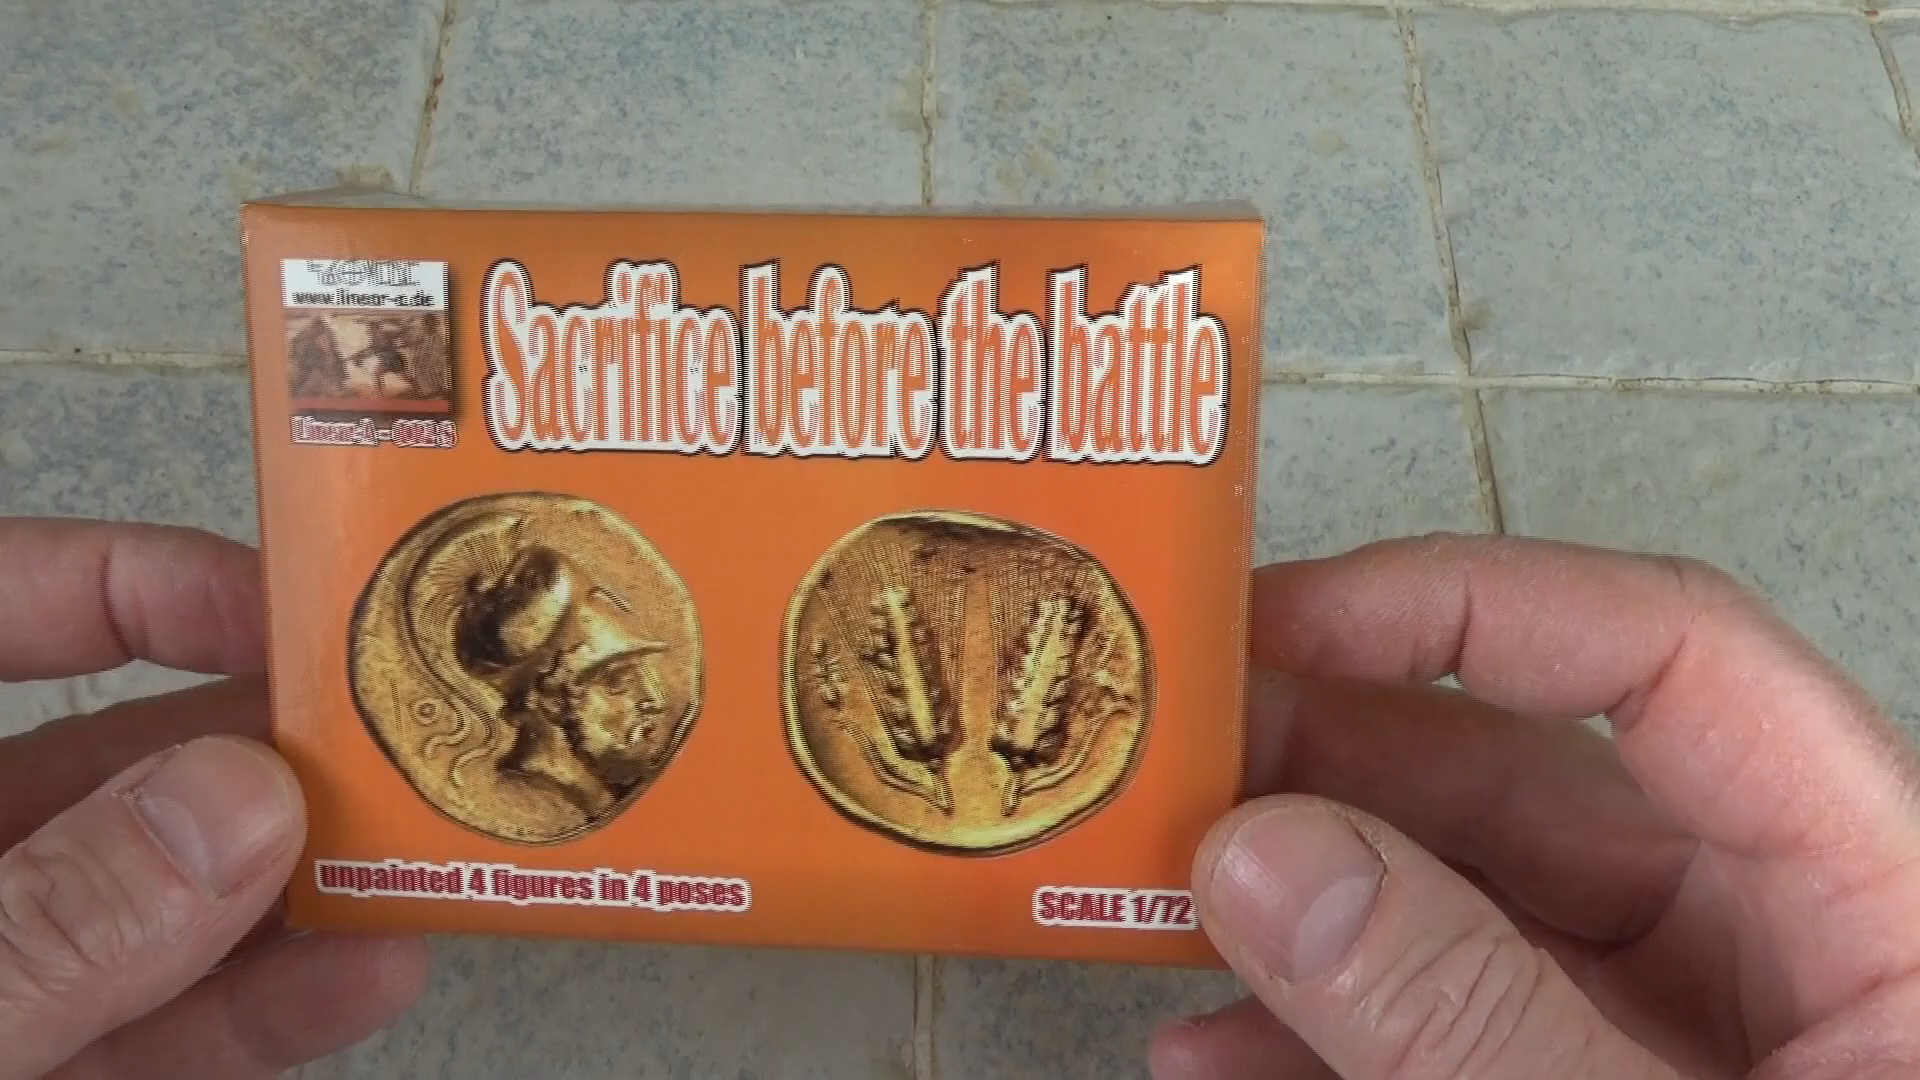 www.linear-a.de
Sacrifice before the battle
unpainted 4 figures in 4 poses
SCALE 1/72